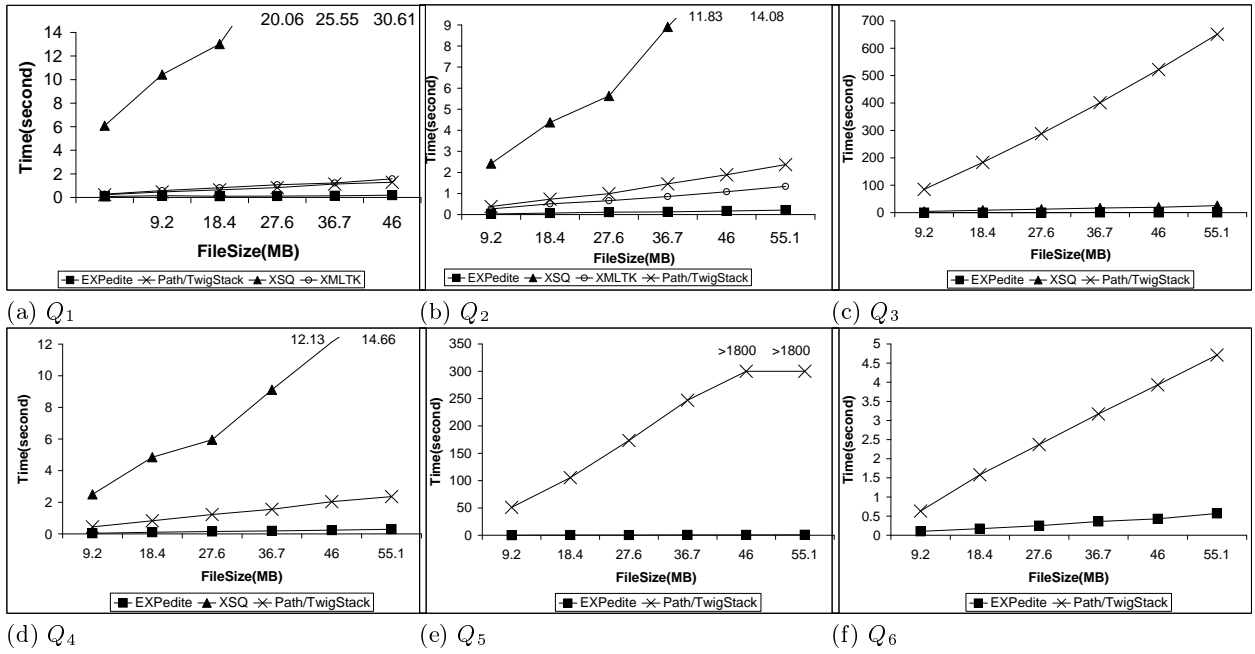 20.06 25.55 30.61
14
12
10
8
6
4
2
0
Time(second)
9.2 18.4 27.6 36.7 46
FileSize(MB)
EXPedite Path/TwigStack XSQ XMLTK
(a) Q1
11.83 14.08
9
8
7
6
5
4
3
2
1
0
Time(second)
9.2 18.4 27.6 36.7 46 55.1
FileSize(MB)
EXPedite XSQ XMLTK Path/TwigStack
(b) Q2
700
600
500
400
300
200
100
0
Time(second)
9.2 18.4 27.6 36.7 46 55.1
FileSize(MB)
EXPedite XSQ Path/TwigStack
(c) Q3
12.13 14.66
12
10
8
6
4
2
0
Time(second)
9.2 18.4 27.6 36.7 46 55.1
FileSize(MB)
EXPedite XSQ Path/TwigStack
(d) Q4
>1800 >1800
350
300
250
200
150
100
50
0
Time(second)
9.2 18.4 27.6 36.7 46 55.1
FileSize(MB)
EXPedite Path/TwigStack
(e) Q5
5
4.5
4
3.5
3
2.5
2
1.5
1
0.5
0
Time(second)
9.2 18.4 27.6 36.7 46 55.1
FileSize(MB)
EXPedite Path/TwigStack
(f) Q6